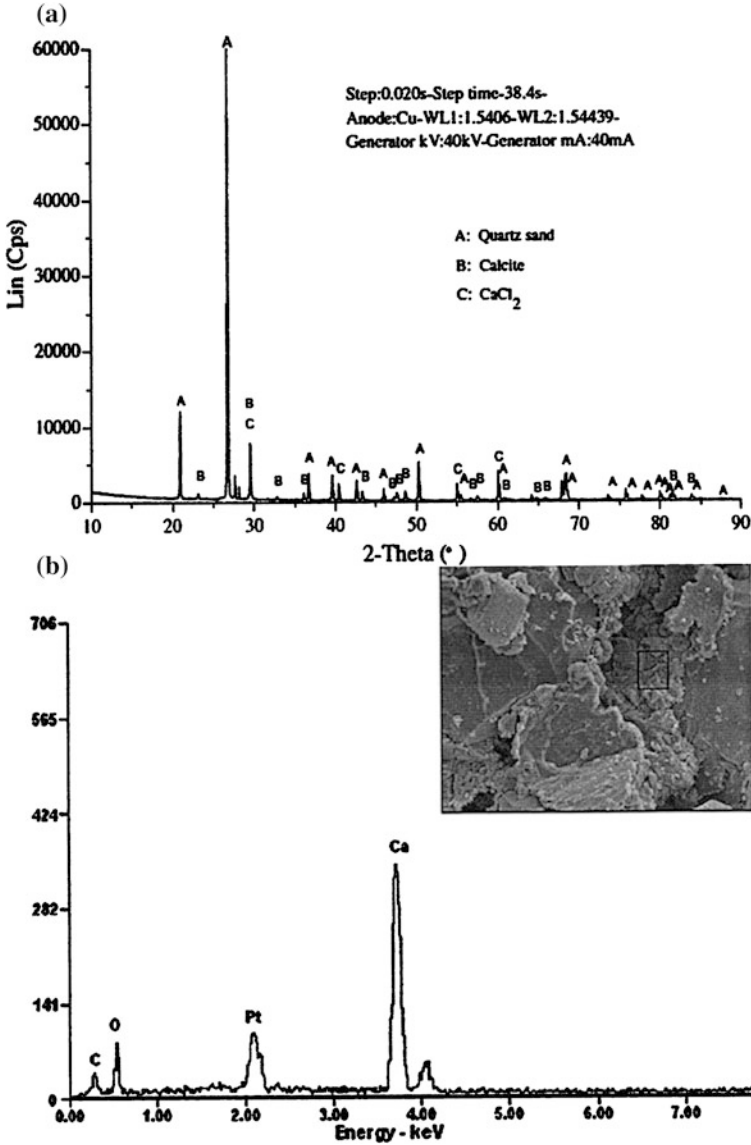 (a)
A
60000
50000
40000
30000
20000
10000
0
Lin (Cps)
Step:0.020s-Step time-38.4s-
Anode:Cu-WL1:1.5406-WL2:1.54439-
Generator kV:40kV-Generator mA:40mA
A: Quartz sand
B: Calcite
C: CaCl2
A
B
B
C
B
B
A
A
C
A
B
A
B
B
B
A
C
A
B
B
C
A
B
B
B
A
A
A
A
A
A
A
B
A
B
A
A
10 20 30 40 50 60 70 80 90
2-Theta (°)
(b)
706
565
424
282
141
0
C
O
Pt
Ca
0.00 1.00 2.00 3.00 4.00 5.00 6.00 7.00
Energy - keV